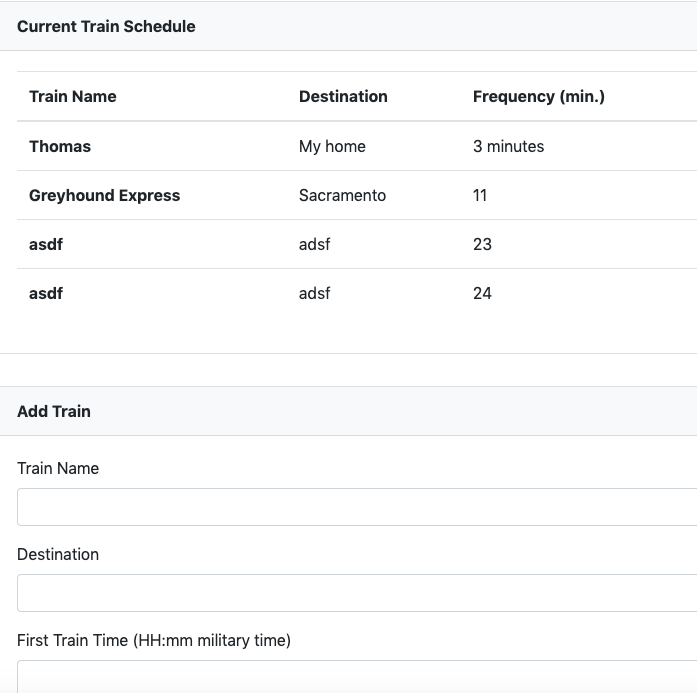 Current Train Schedule
Train Name Destination Frequency (min.)
Thomas My home 3 minutes
Greyhound Express Sacramento 11
asdf adsf 23
asdf adsf 24
Add Train
Train Name
Destination
First Train Time (HH:mm military time)